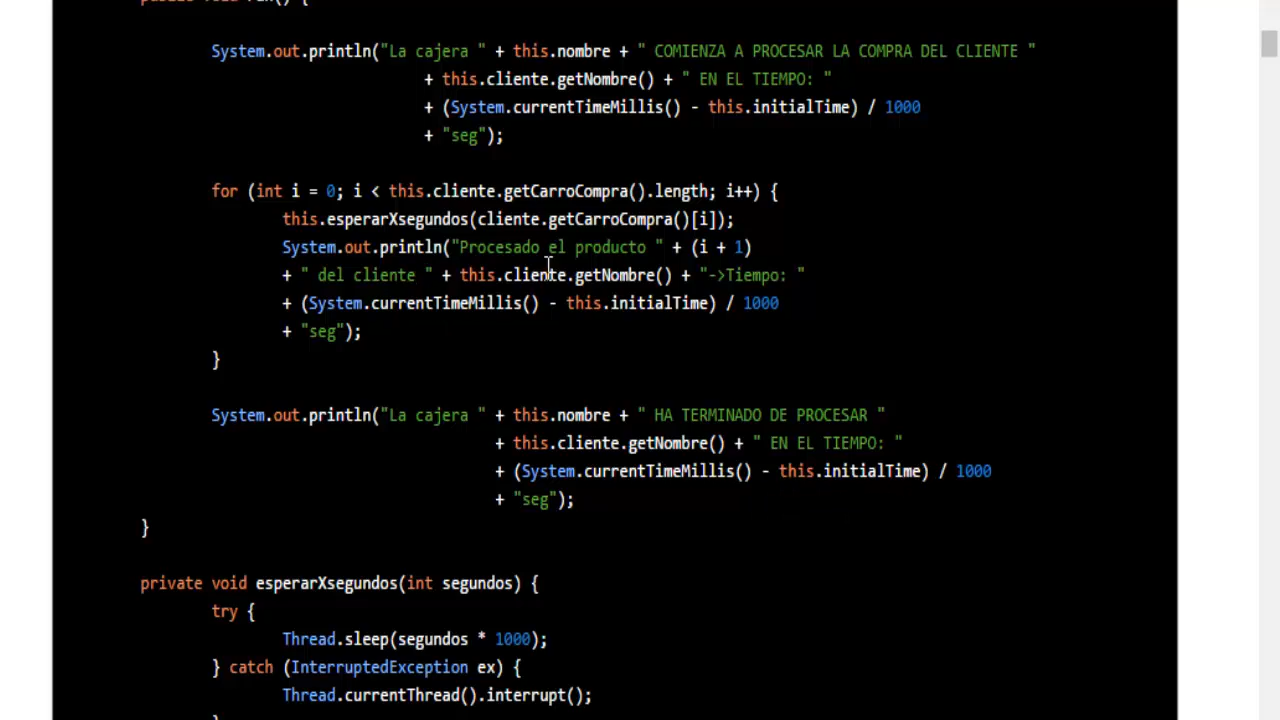 System.out.println("La cajera " + this.nombre + " COMIENZA A PROCESAR LA COMPRA DEL CLIENTE "
+ this.cliente.getNombre() + " EN EL TIEMPO: "
+ (System.currentTimeMillis() - this.initialTime) / 1000
+ "seg");
for (int i = 0; i < this.cliente.getCarroCompra().length; i++) {
this.esperarXsegundos(cliente.getCarroCompra()[i]);
System.out.println("Procesado el producto " + (i + 1)
+ " del cliente " + this.cliente.getNombre() + "->Tiempo: "
+ (System.currentTimeMillis() - this.initialTime) / 1000
+ "seg");
}
System.out.println("La cajera " + this.nombre + " HA TERMINADO DE PROCESAR "
+ this.cliente.getNombre() + " EN EL TIEMPO: "
+ (System.currentTimeMillis() - this.initialTime) / 1000
+ "seg");
}
private void esperarXsegundos(int segundos) {
try {
Thread.sleep(segundos * 1000);
} catch (InterruptedException ex) {
Thread.currentThread().interrupt();